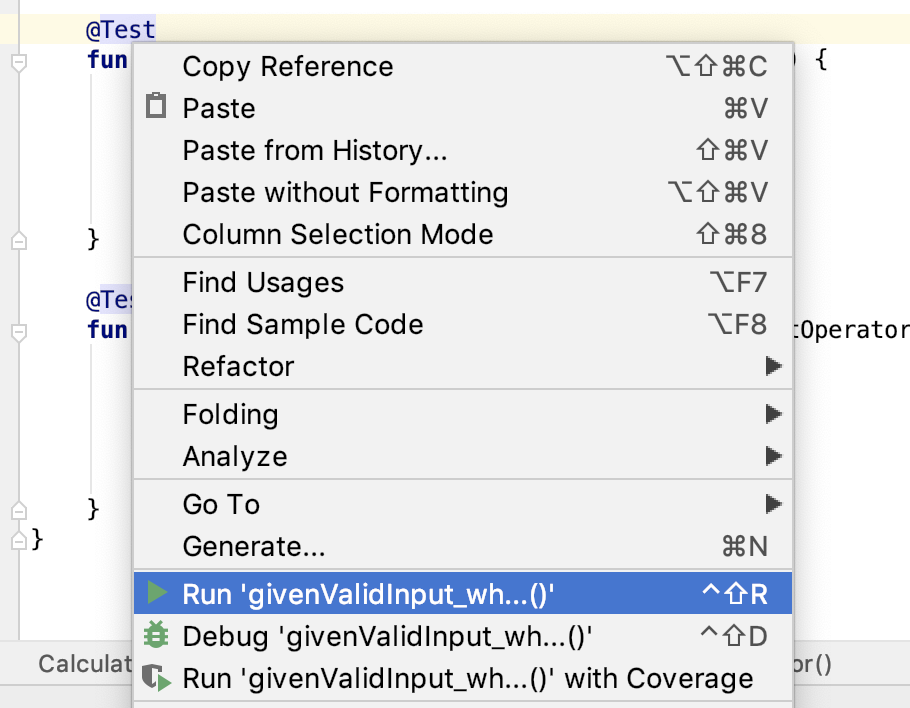 @Test
fun ) {
Copy Reference ⌥⇧⌘C
Paste ⌘V
Paste from History... ⇧⌘V
Paste without Formatting ⌥⇧⌘V
Column Selection Mode ⇧⌘8
}
Find Usages ⌥F7
@Tes
Find Sample Code ⌥F8
fun tOperator
Refactor
Folding
Analyze
Go To
}
Generate... ⌘N
}
Run 'givenValidInput_wh...()' ^⇧R
Debug 'givenValidInput_wh...()' ^⇧D
Calculat or()
Run 'givenValidInput_wh...()' with Coverage